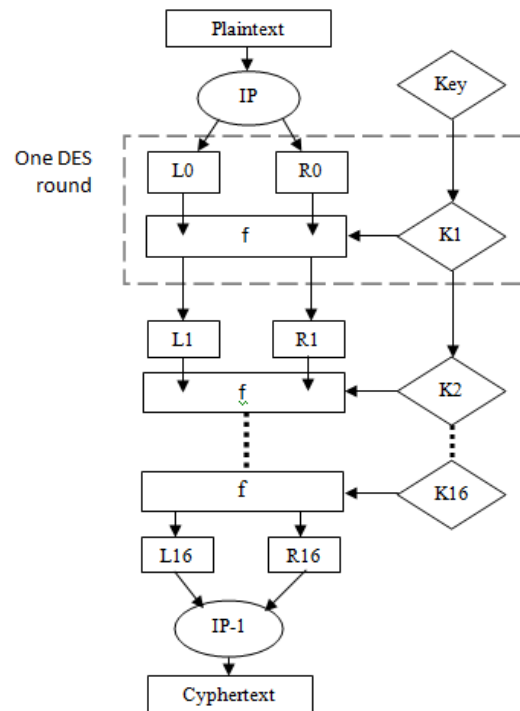 Plaintext
IP
Key
One DES
round
L0
R0
f
K1
L1
R1
f
K2
f
K16
L16
R16
IP-1
Cyphertext